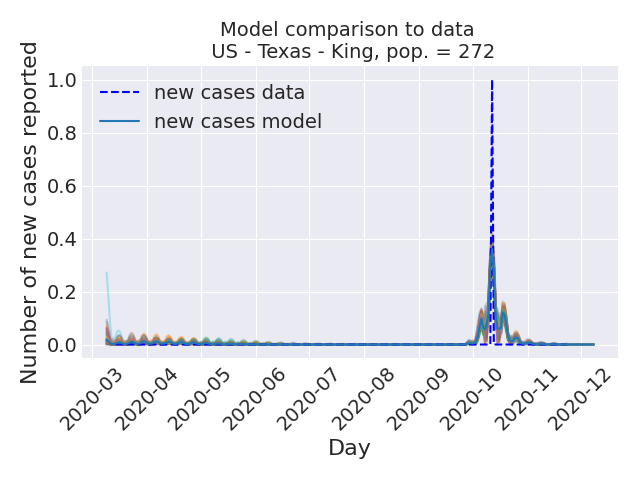 Model comparison to data
US - Texas - King, pop. = 272
Number of new cases reported
1.0
0.8
0.6
0.4
0.2
0.0
new cases data
new cases model
2020-03
2020-04
2020-05
2020-06
2020-07
2020-08
2020-09
2020-10
2020-11
2020-12
Day